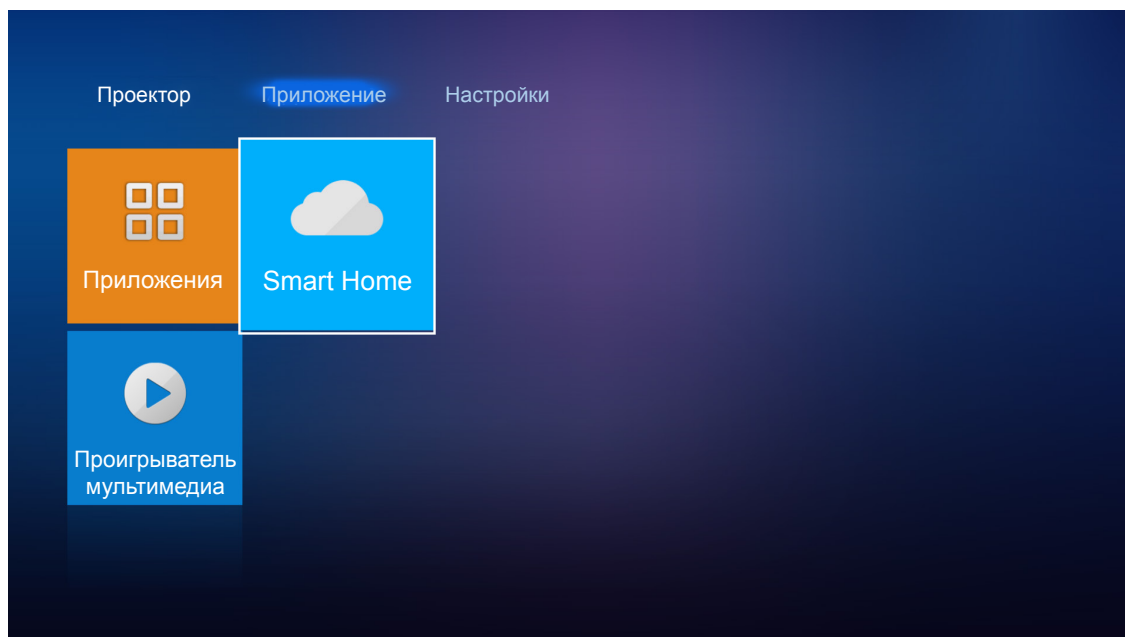 Проектор Приложение Настройки
Приложения
Smart Home
Проигрыватель
мультимедиа